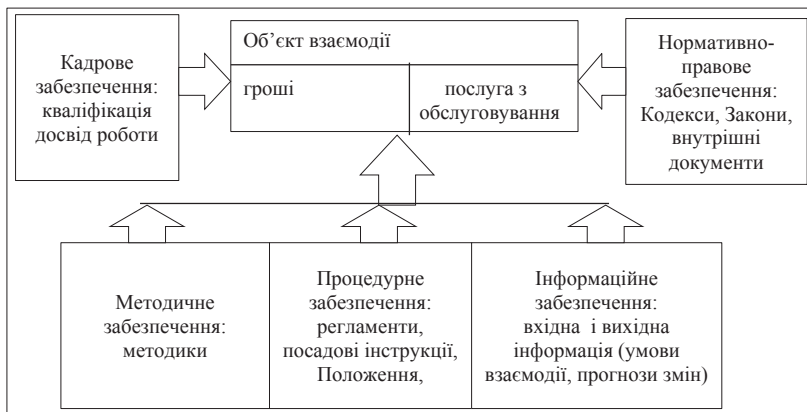 Кадрове
забезпечення:
кваліфікація
досвід роботи
Об’єкт взаємодії
гроші
послуга з
обслуговування
Нормативно-
правове
забезпечення:
Кодекси, Закони,
внутрішні
документи
Методичне
забезпечення:
методики
Процедурне
забезпечення:
регламенти,
посадові інструкції,
Положення,
Інформаційне
забезпечення:
вхідна і вихідна
інформація (умови
взаємодії, прогнози змін)